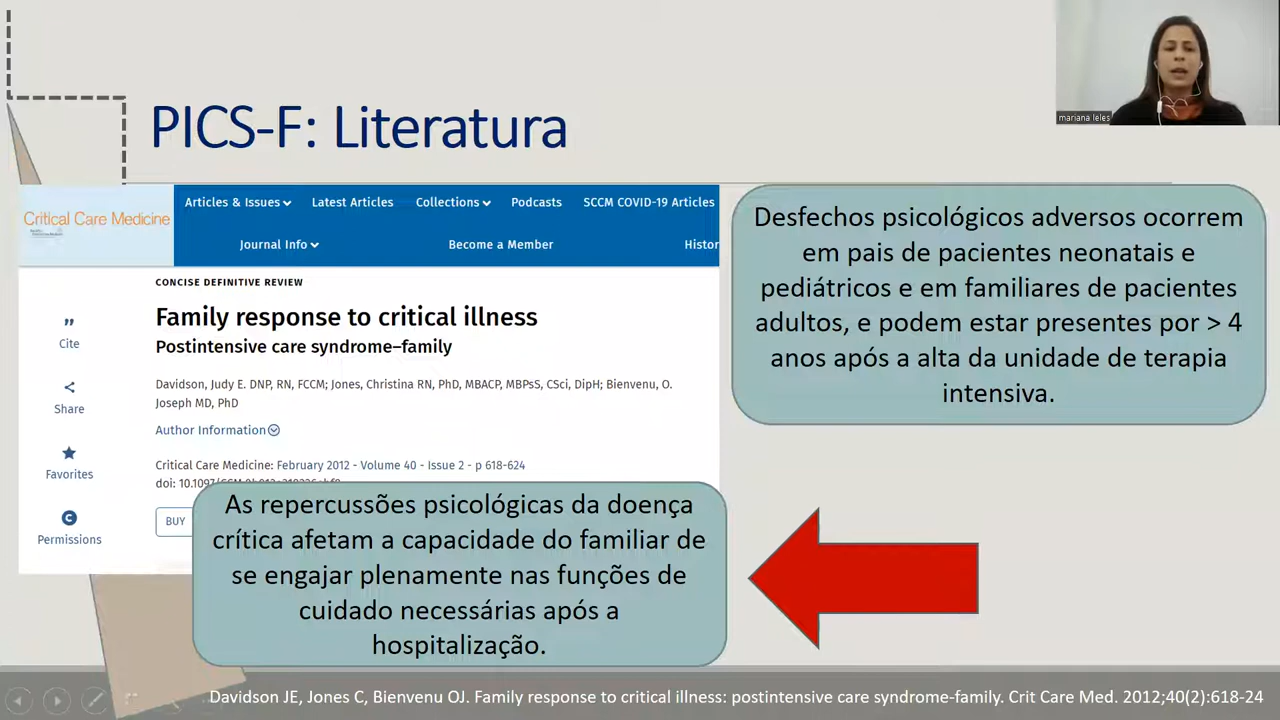 mariana leles
PICS-F: Literatura
Critical Care Medicine
Articles & Issues
Latest Articles
Collections
Podcasts
SCCM COVID-19 Articles
Journal Info
Become a Member
Histor
CONCISE DEFINITIVE REVIEW
Family response to critical illness
Postintensive care syndrome–family
Davidson, Judy E. DNP, RN, FCCM; Jones, Christina RN, PhD, MBACP, MBPsS, CSci, DipH; Bienvenu, O.
Joseph MD, PhD
Author Information
Critical Care Medicine: February 2012 - Volume 40 - Issue 2 - p 618-624
doi:
BUY
Cite
Share
Favorites
Permissions
Desfechos psicológicos adversos ocorrem
em pais de pacientes neonatais e
pediátricos e em familiares de pacientes
adultos, e podem estar presentes por > 4
anos após a alta da unidade de terapia
intensiva.
As repercussões psicológicas da doença
crítica afetam a capacidade do familiar de
se engajar plenamente nas funções de
cuidado necessárias após a
hospitalização.
Davidson JE, Jones C, Bienvenu OJ. Family response to critical illness: postintensive care syndrome-family. Crit Care Med. 2012;40(2):618-24